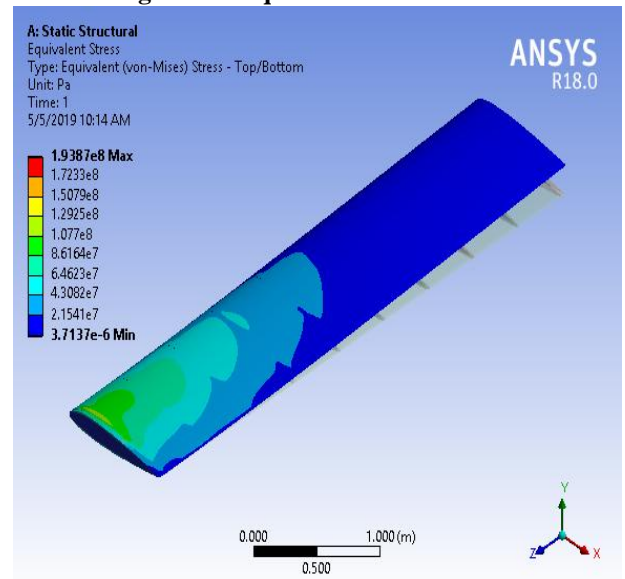 A: Static Structural
Equivalent Stress
Type: Equivalent (von-Mises) Stress - Top/Bottom
Unit: Pa
Time: 1
5/5/2019 10:14 AM
ANSYS
R18.0
1.9387e8 Max
1.7233e8
1.5079e8
1.2925e8
1.077e8
8.6164e7
6.4623e7
4.3082e7
2.1541e7
3.7137e-6 Min
0.000 1.000 (m)
0.500
Y
Z X